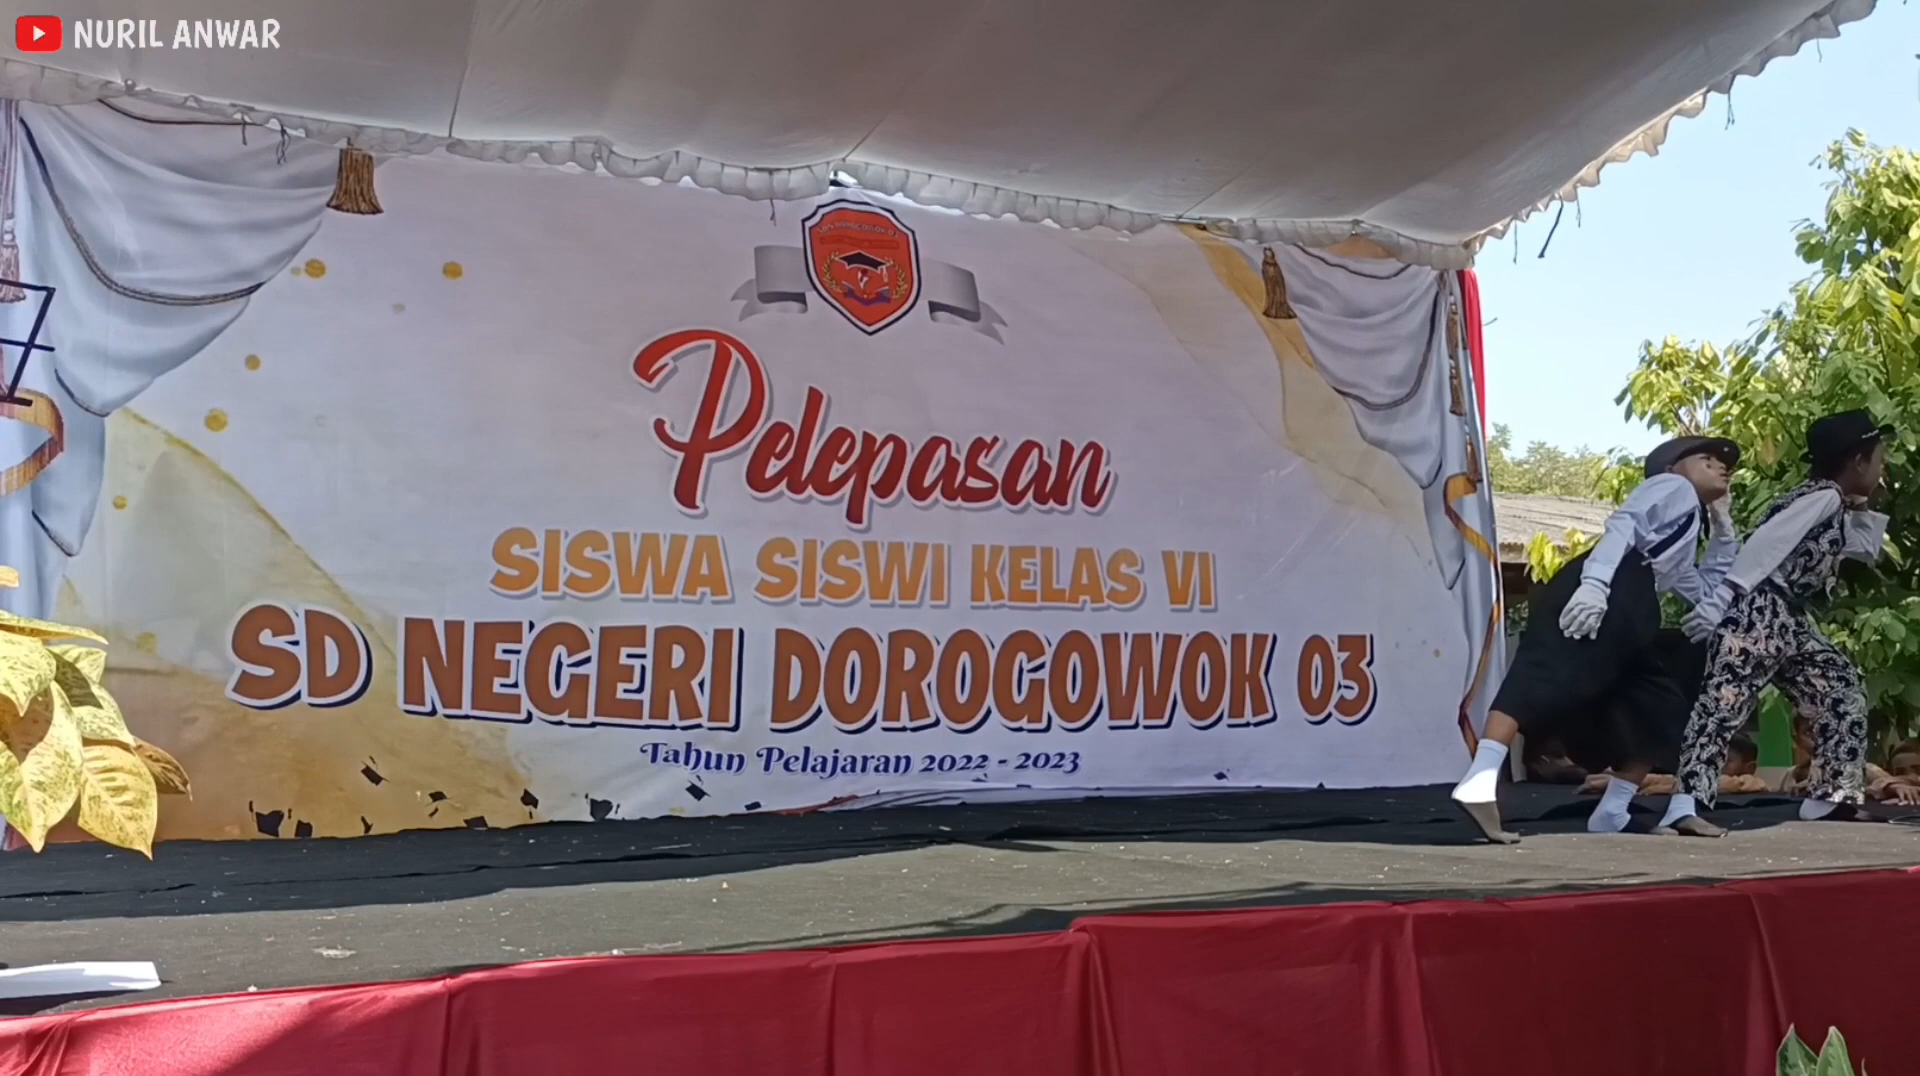 NURIL ANWAR
Pelepasan
SISWA SISWI KELAS VI
SD NEGERI DOROGOWOK 03
Tahun Pelajaran 2022 - 2023